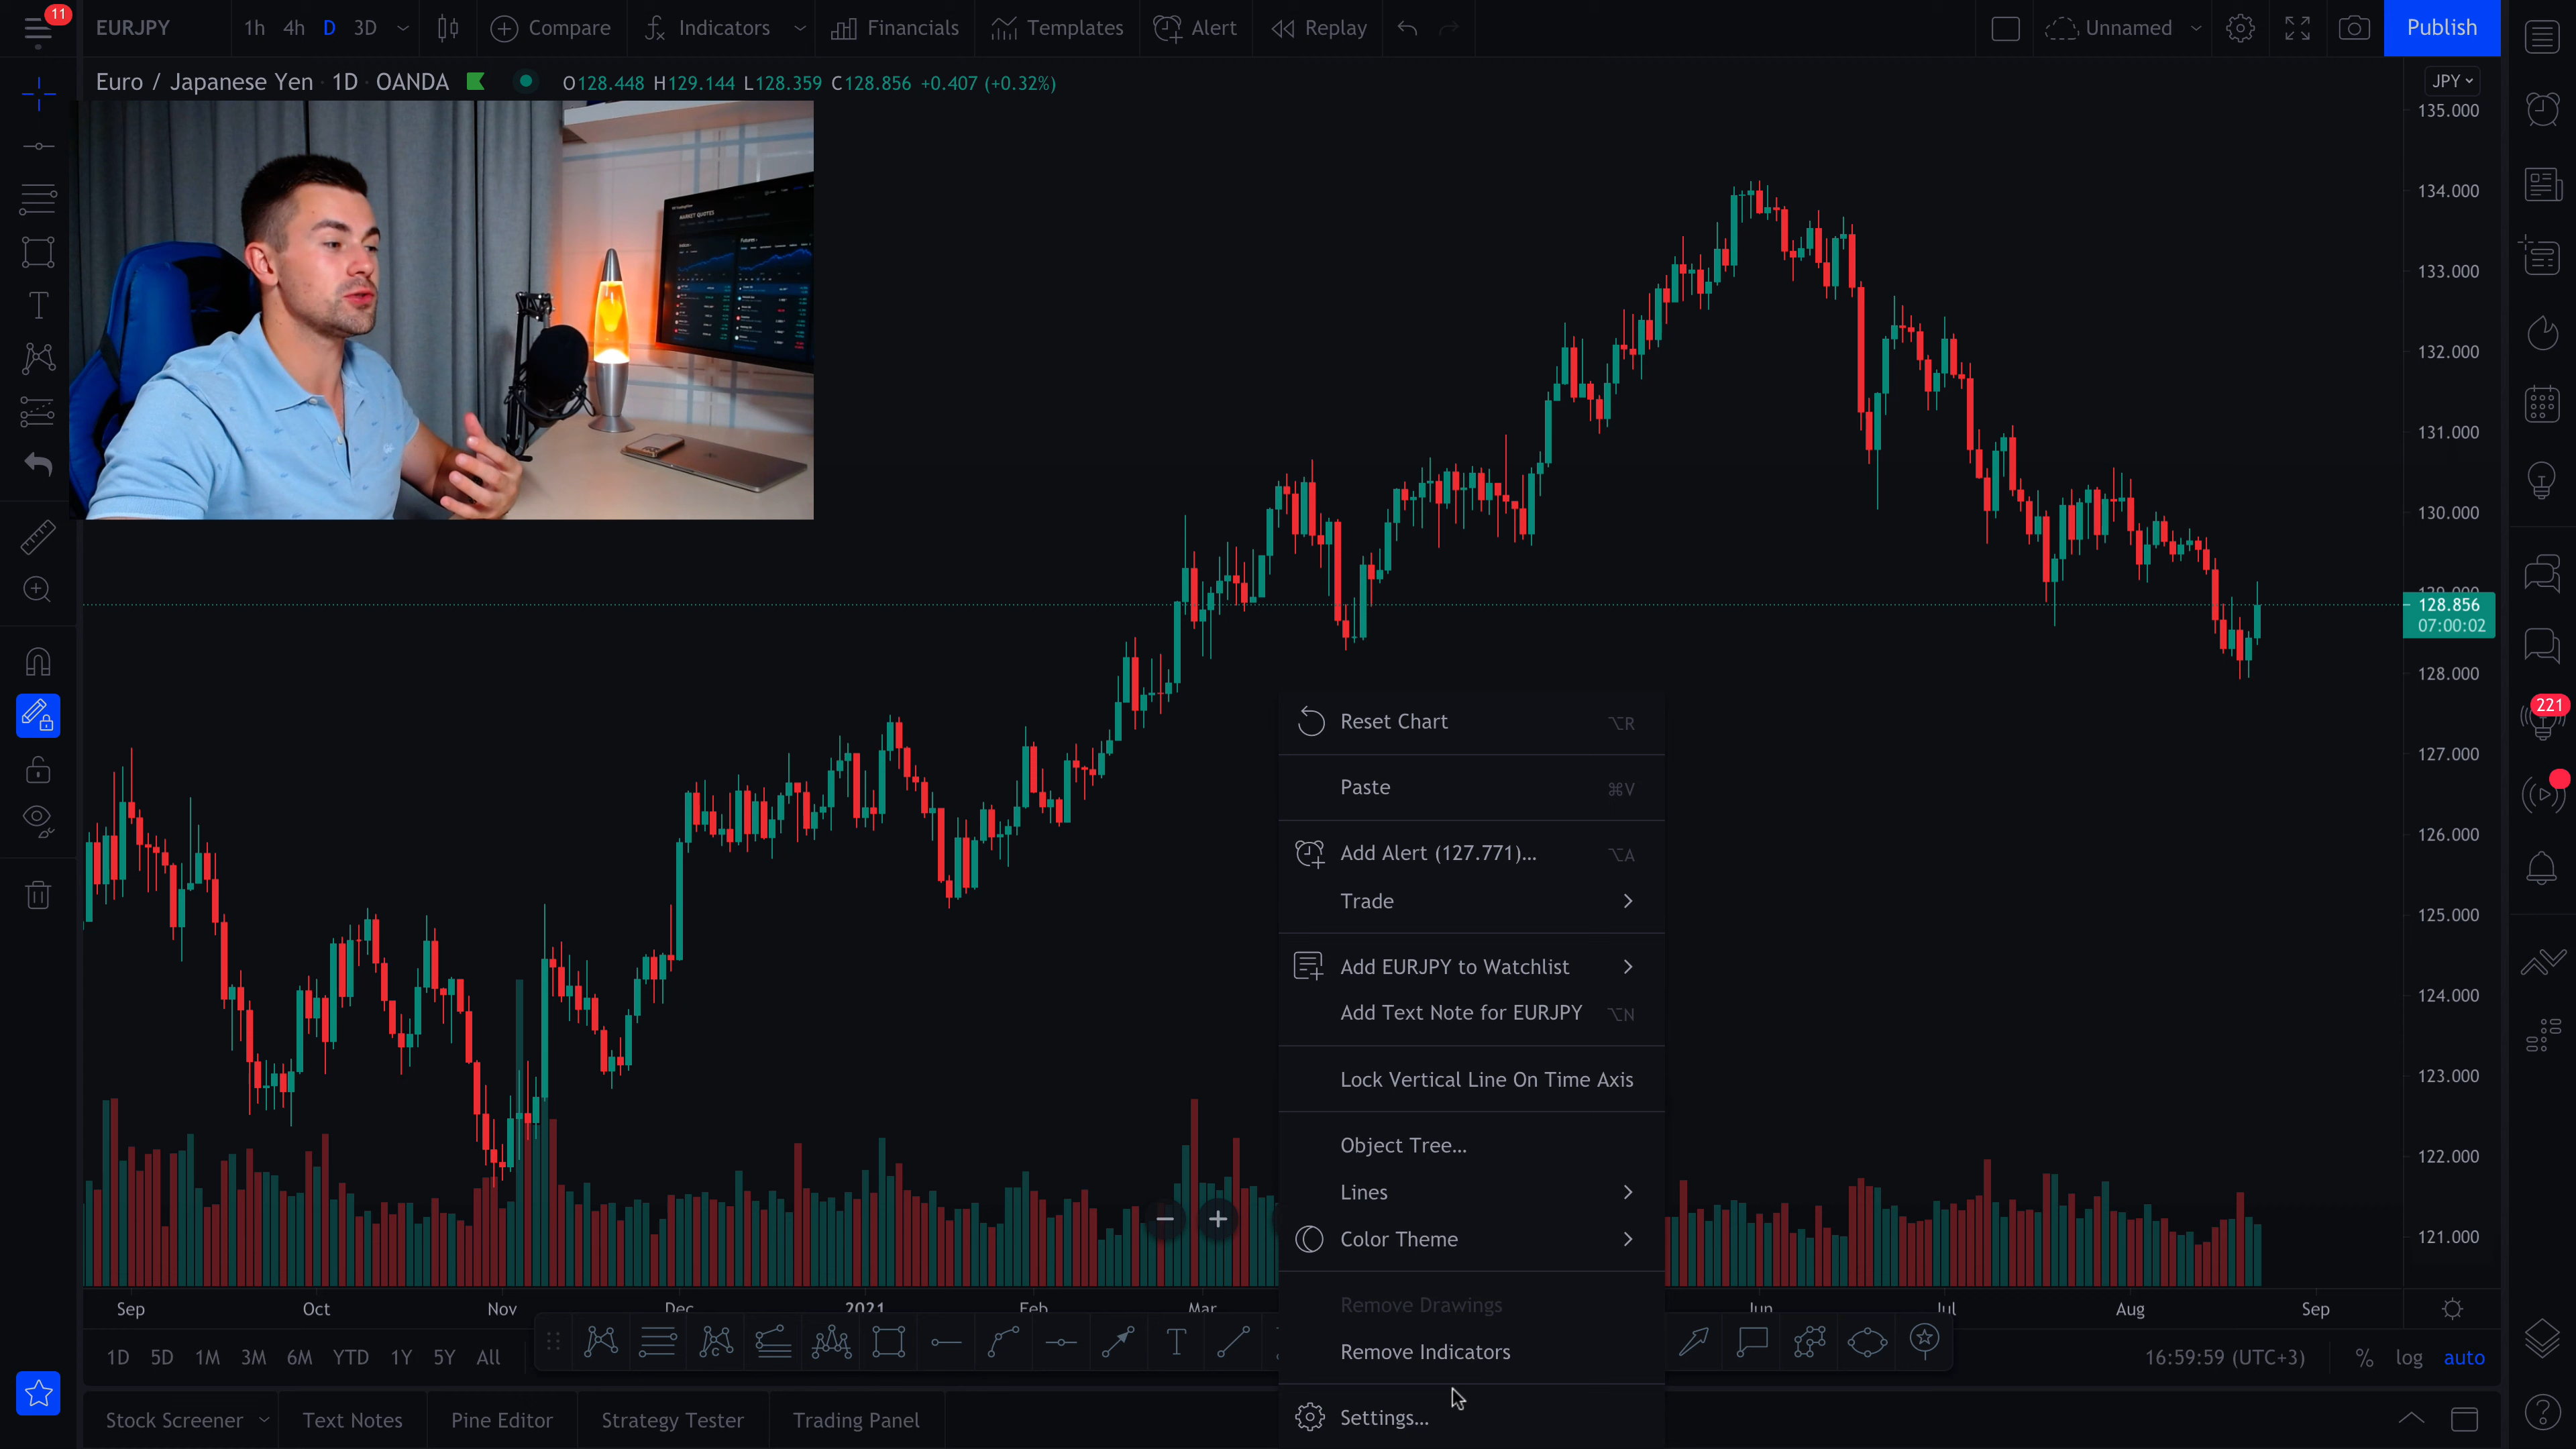 11
EURJPY 1h 4h D 3D Compare Indicators Financials Templates Alert Replay Unnamed Publish
Euro / Japanese Yen · 1D · OANDA O128.448 H129.144 L128.359 C128.856 +0.407 (+0.32%)
JPY
135.000
134.000
MARKET QUOTES
133.000
132.000
131.000
130.000
129.000
128.856
07:00:02
128.000
221
Reset Chart ⌥R
127.000
Paste ⌘V
126.000
Add Alert (127.771)... ⌥A
Trade
125.000
Add EURJPY to Watchlist
124.000
Add Text Note for EURJPY ⌥N
Lock Vertical Line On Time Axis
123.000
Object Tree...
122.000
Lines
Color Theme
121.000
Remove Drawings
Sep Oct Nov Dec 2021 Feb Mar Jun Jul Aug Sep
Remove Indicators
1D 5D 1M 3M 6M YTD 1Y 5Y All
16:59:59 (UTC+3) % log auto
Settings...
Stock Screener Text Notes Pine Editor Strategy Tester Trading Panel